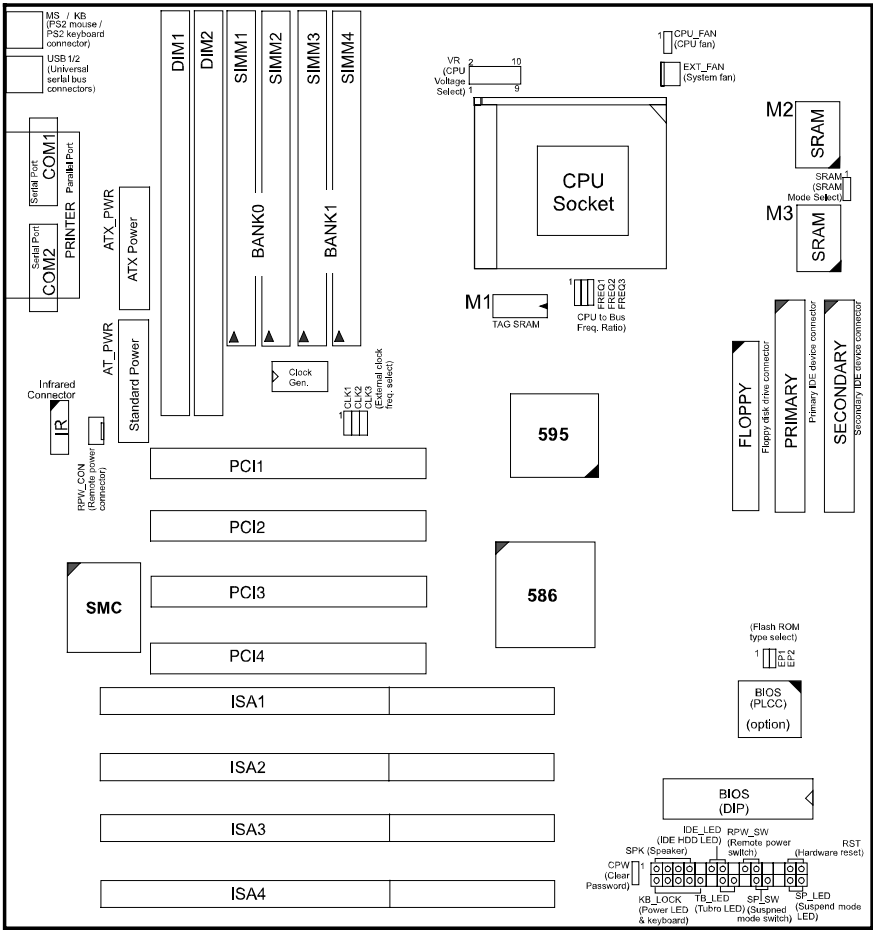 MS / KB
(PS2 mouse /
PS2 keyboard
connector)
USB 1/2
(Universal
serial bus
connectors)
Serial Port
COM1
Serial Port
COM2
PRINTER
Parallel Port
ATX_PWR
ATX Power
AT_PWR
Standard Power
DIM1
DIM2
SIMM1
SIMM2
SIMM3
SIMM4
BANK0
BANK1
VR
(CPU
Voltage
Select)
2
10
1
9
1
CPU_FAN
(CPU fan)
EXT_FAN
(System fan)
CPU
Socket
M2
SRAM
SRAM
(SRAM
Mode Select)
1
M3
SRAM
M1
TAG SRAM
1
FREQ1
FREQ2
FREQ3
CPU to Bus
Freq. Ratio)
Clock
Gen.
1
CLK1
CLK2
CLK3
(External clock
freq. select)
Infrared
Connector
IR
RPW_CON
(Remote power
connector)
FLOPPY
Floppy disk drive connector
PRIMARY
Primary IDE device connector
SECONDARY
Secondary IDE device connector
595
586
SMC
PCI1
PCI2
PCI3
PCI4
ISA1
ISA2
ISA3
ISA4
(Flash ROM
type select)
1
EP1
EP2
BIOS
(PLCC)
(option)
BIOS
(DIP)
IDE_LED
(IDE HDD LED)
RPW_SW
(Remote power
switch)
RST
(Hardware reset)
SPK (Speaker)
CPW
(Clear
Password)
1
KB_LOCK
(Power LED
& keyboard)
TB_LED
(Tubro LED)
SP_SW
(Suspned
mode switch)
SP_LED
(Suspend mode
LED)